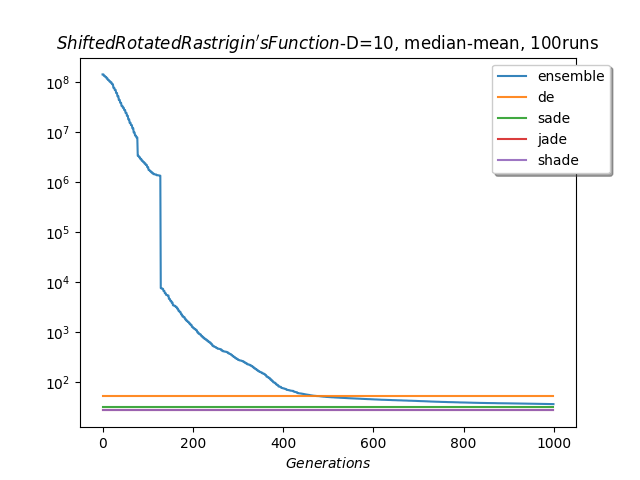 ShiftedRotatedRastrigin'sFunction-D=10, median-mean, 100runs
ensemble
de
sade
jade
shade
10^8
10^7
10^6
10^5
10^4
10^3
10^2
0 200 400 600 800 1000
Generations